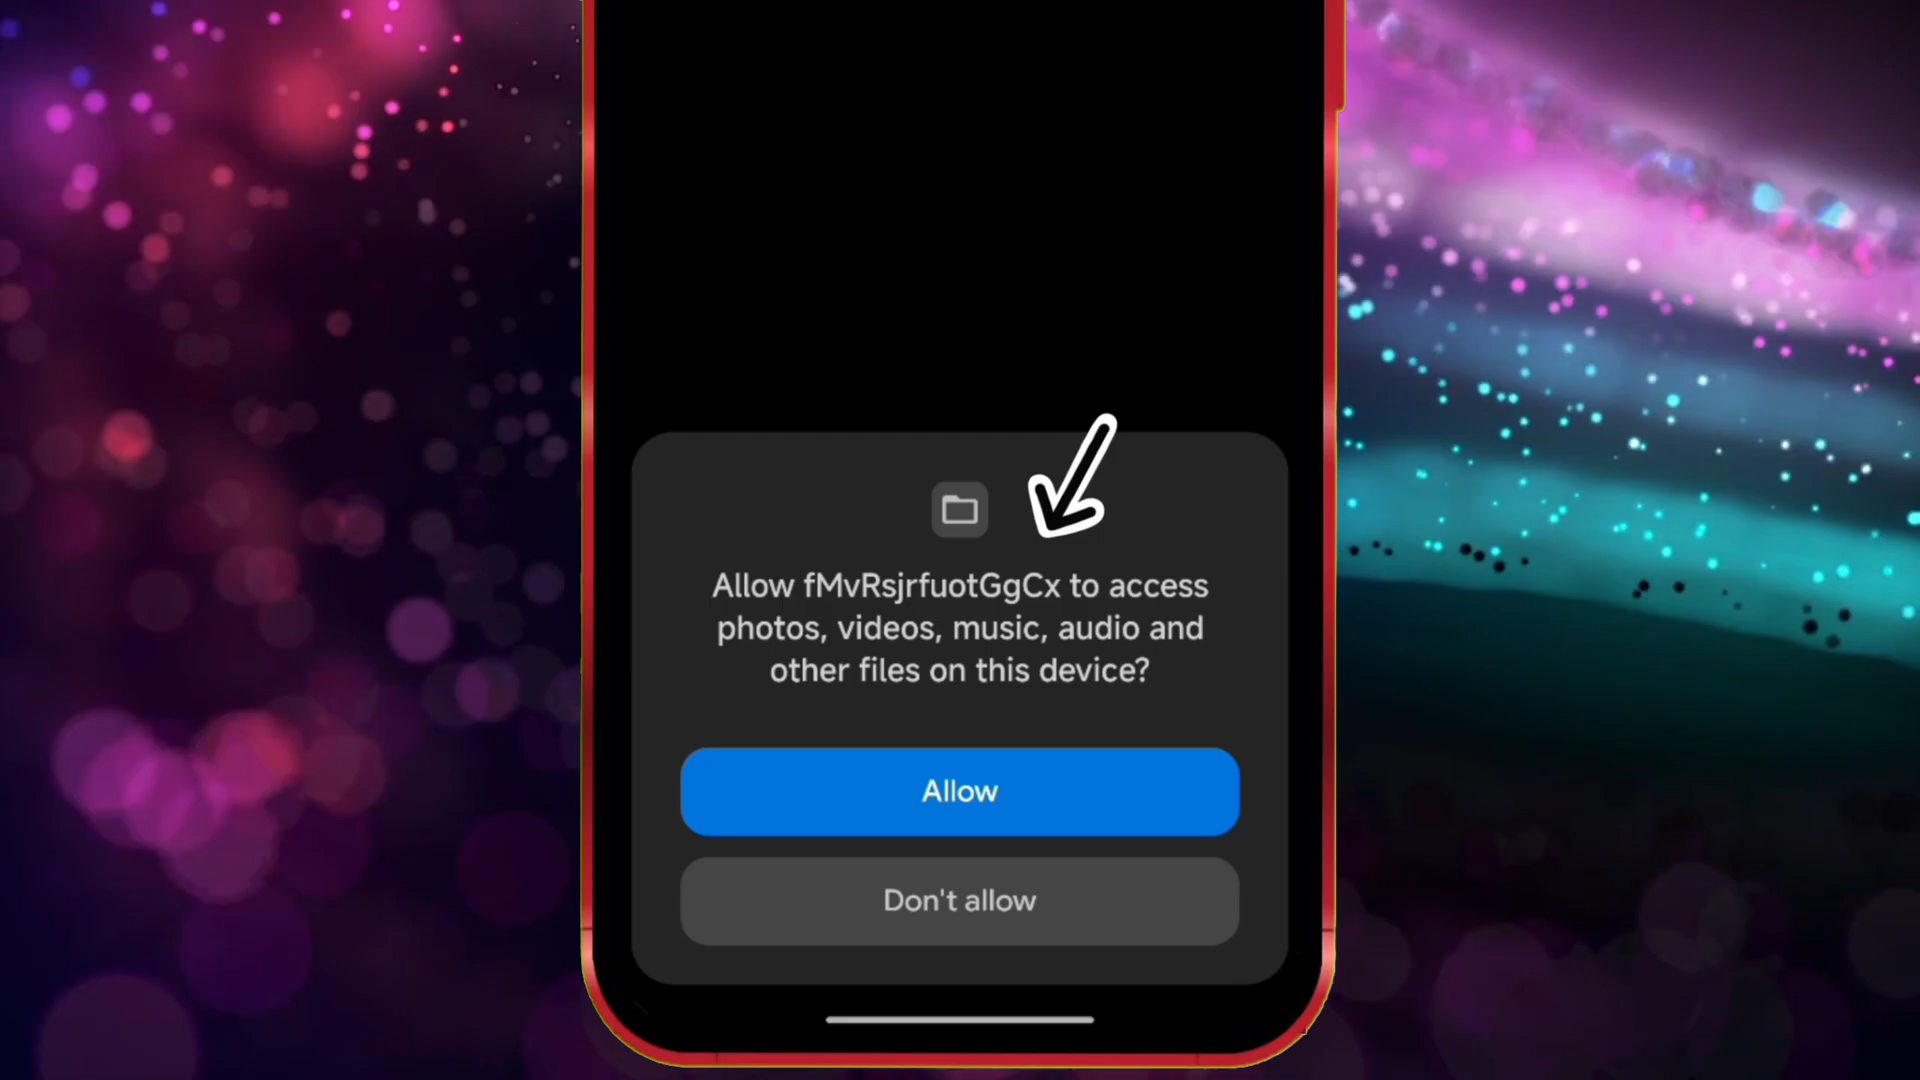 Allow fMvRsjrfuotGgCx to access
photos, videos, music, audio and
other files on this device?
Allow
Don't allow